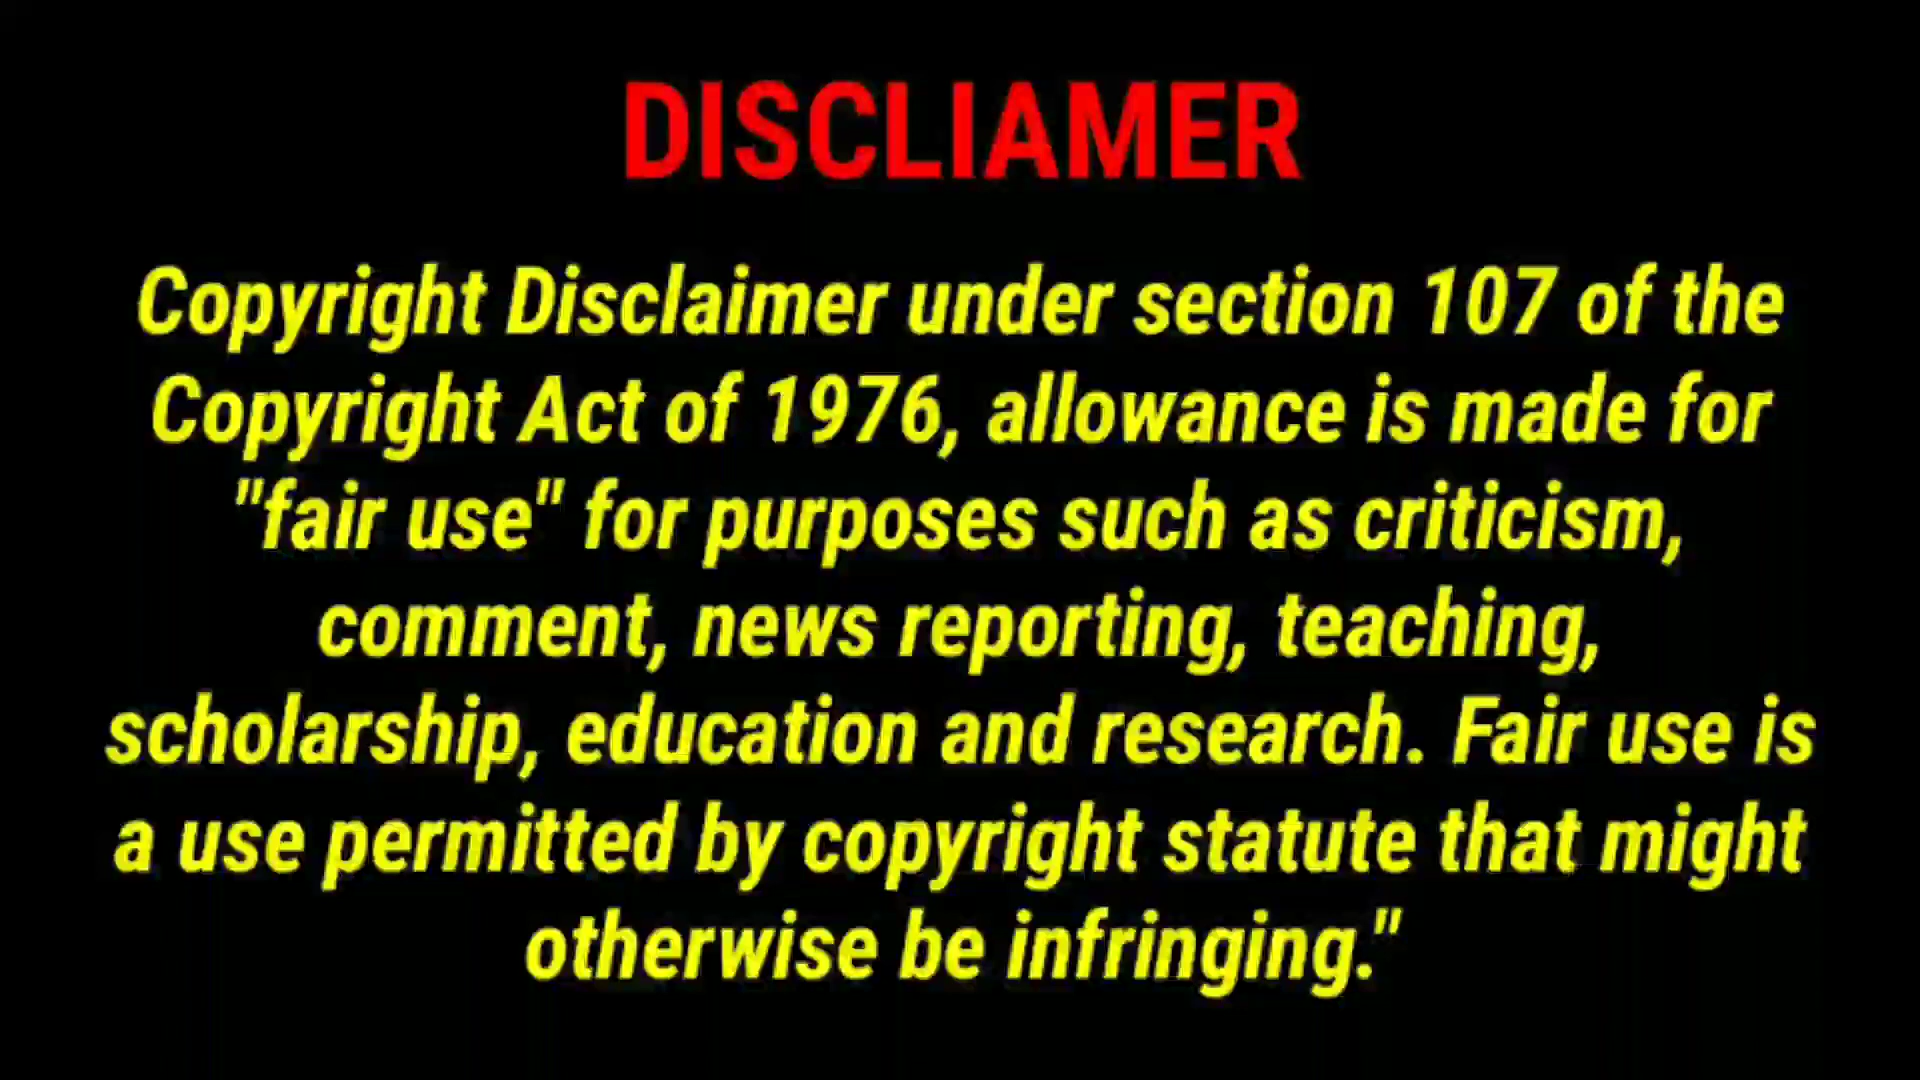 DISCLIAMER
Copyright Disclaimer under section 107 of the
Copyright Act of 1976, allowance is made for
"fair use" for purposes such as criticism,
comment, news reporting, teaching,
scholarship, education and research. Fair use is
a use permitted by copyright statute that might
otherwise be infringing."